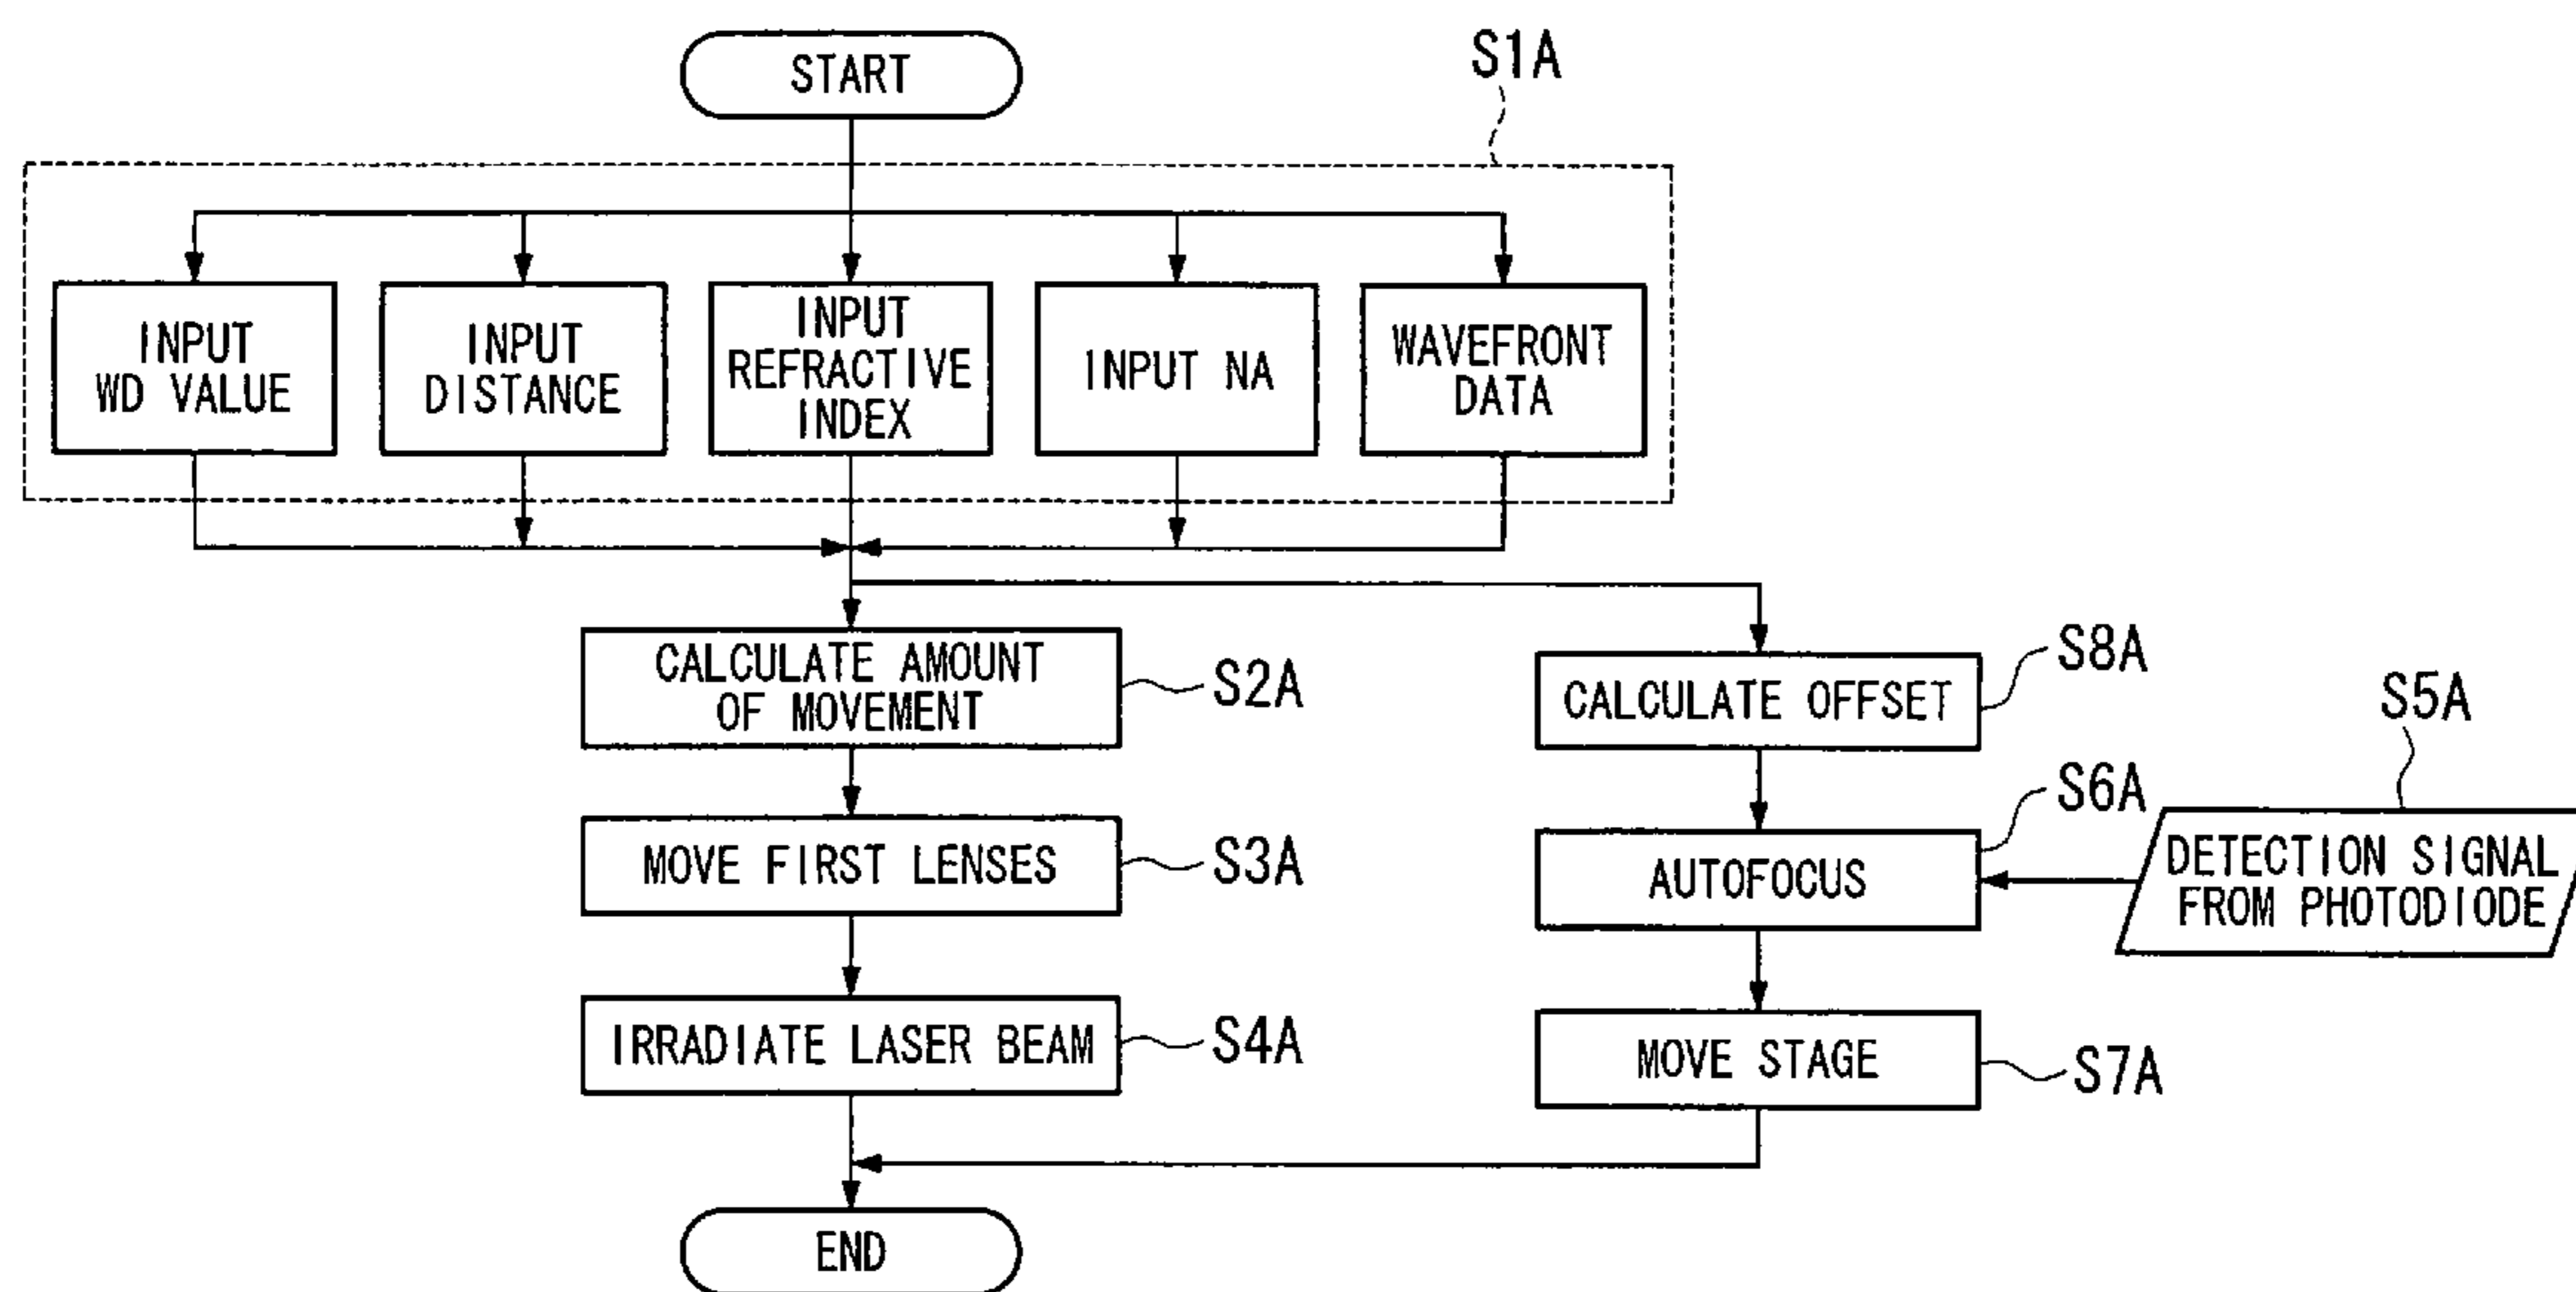 START
S1A
INPUT
WD VALUE
INPUT
DISTANCE
INPUT
REFRACTIVE
INDEX
INPUT NA
WAVEFRONT
DATA
CALCULATE AMOUNT
OF MOVEMENT
S2A
CALCULATE OFFSET
S8A
MOVE FIRST LENSES
S3A
AUTOFOCUS
S6A
S5A
DETECTION SIGNAL
FROM PHOTODIODE
IRRADIATE LASER BEAM
S4A
MOVE STAGE
S7A
END